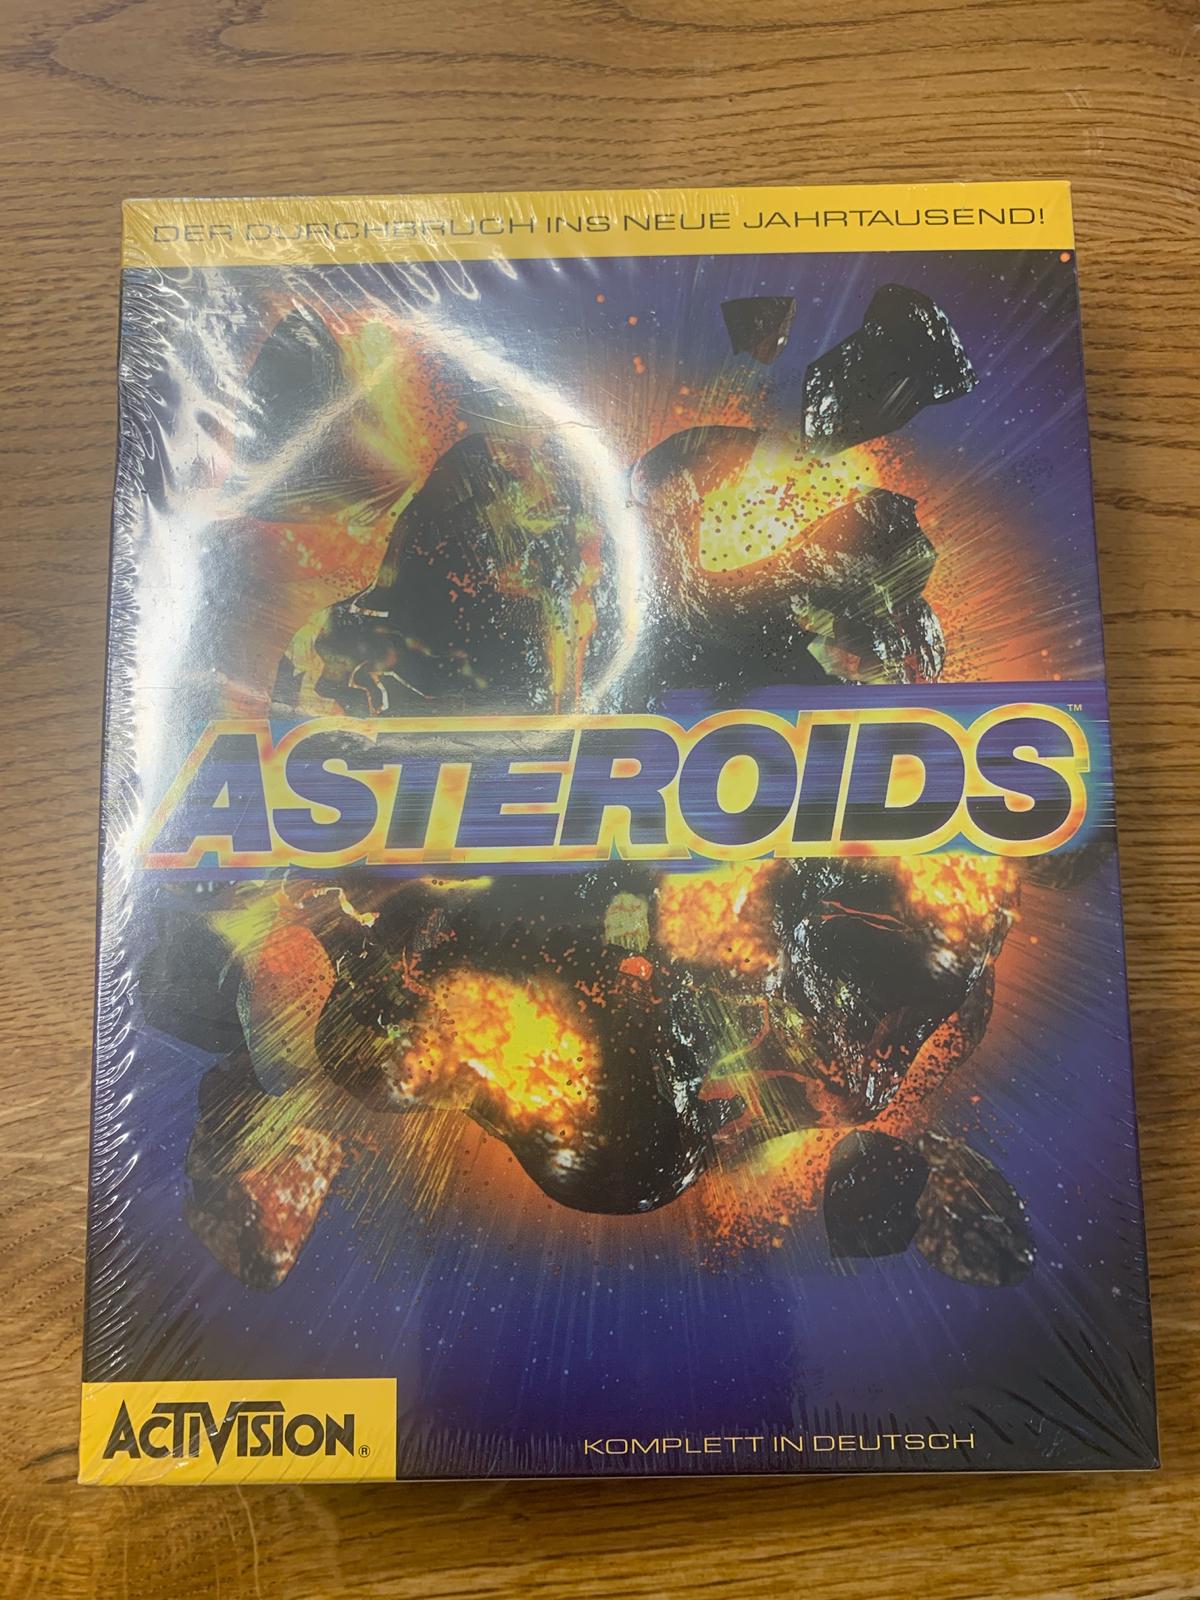 DER DURCHBRUCH INS NEUE JAHRTAUSEND!
ASTEROIDS™
ACTIVISION®
KOMPLETT IN DEUTSCH